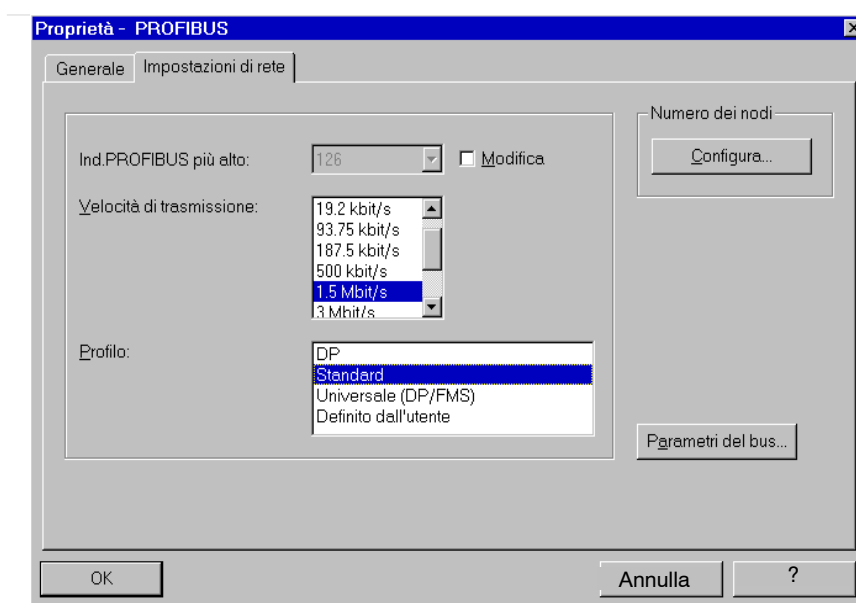 Proprietà - PROFIBUS
Generale
Impostazioni di rete
Numero dei nodi
Ind.PROFIBUS più alto:
126
Modifica
Configura...
Velocità di trasmissione:
19.2 kbit/s
93.75 kbit/s
187.5 kbit/s
500 kbit/s
1.5 Mbit/s
3 Mbit/s
Profilo:
DP
Standard
Universale (DP/FMS)
Definito dall'utente
Parametri del bus...
OK
Annulla
?